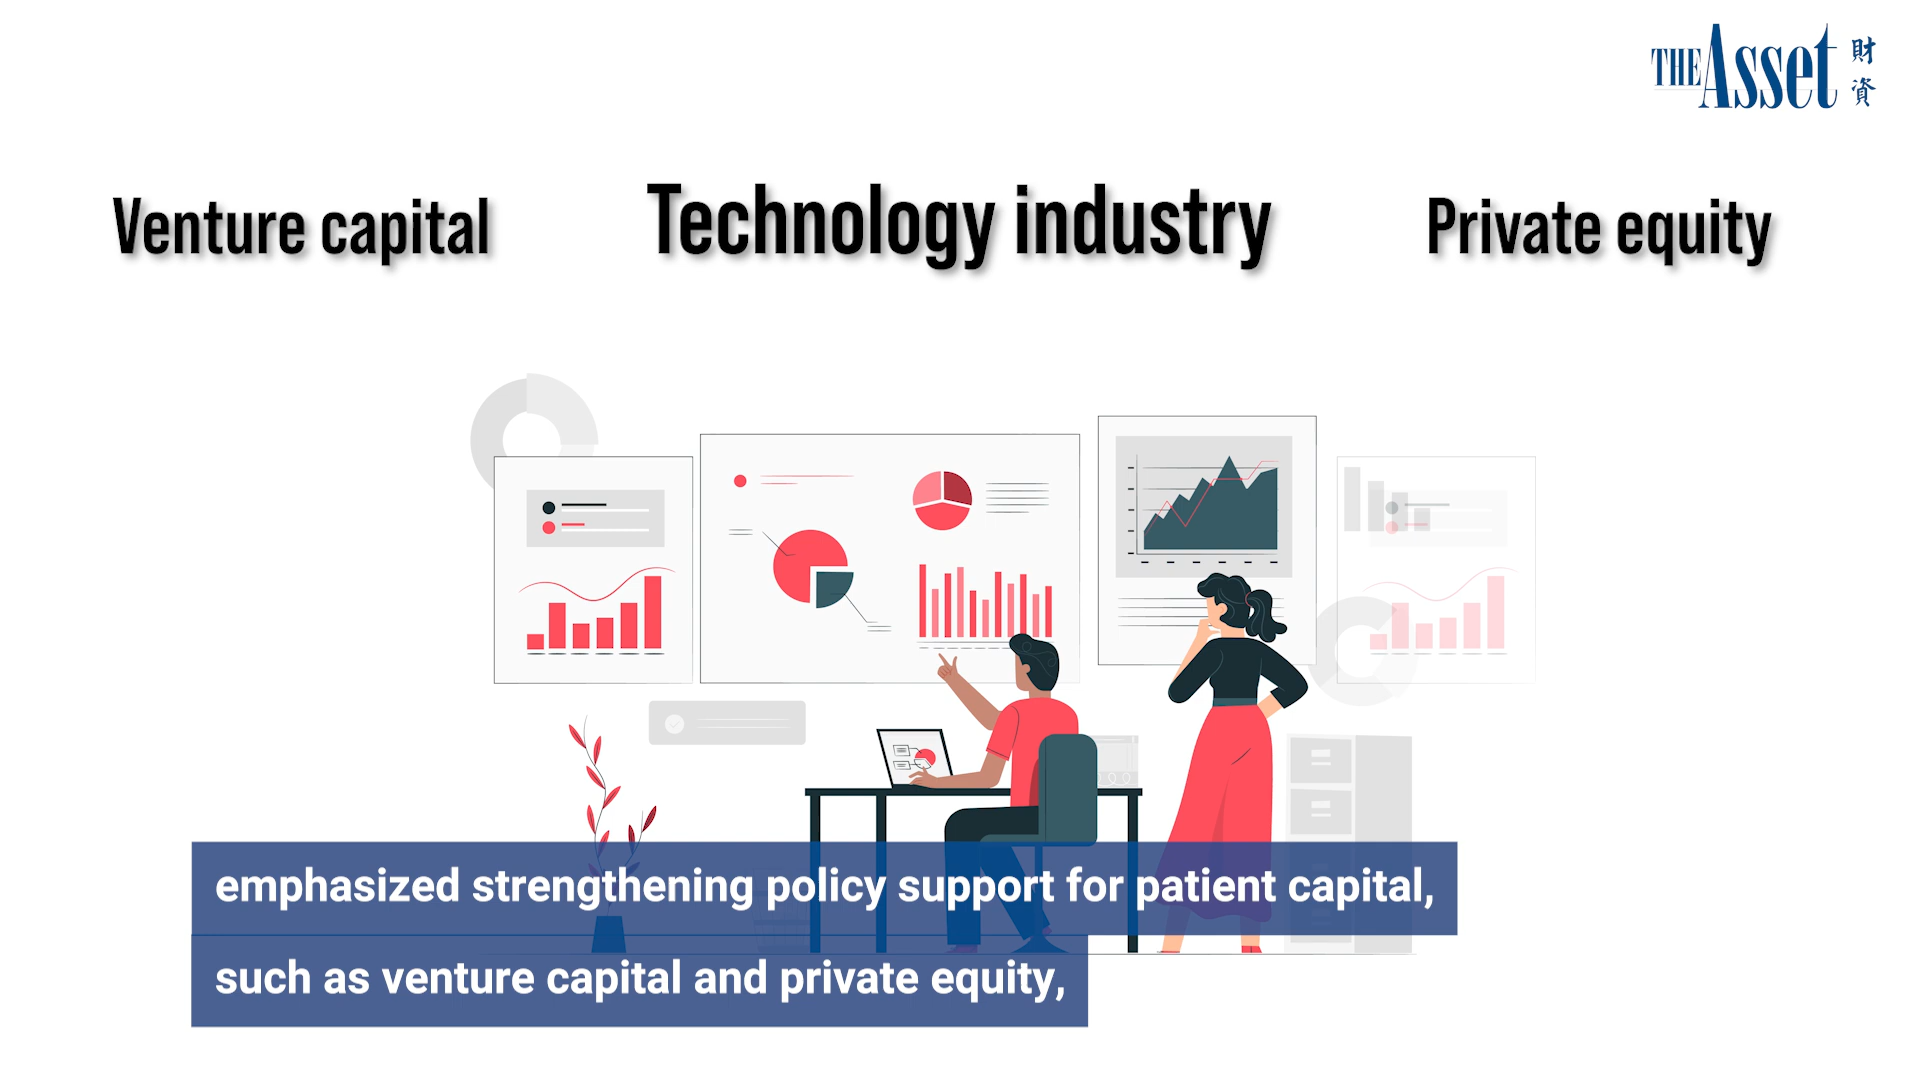 THE Asset 財資
Venture capital
Technology industry
Private equity
emphasized strengthening policy support for patient capital,
such as venture capital and private equity,